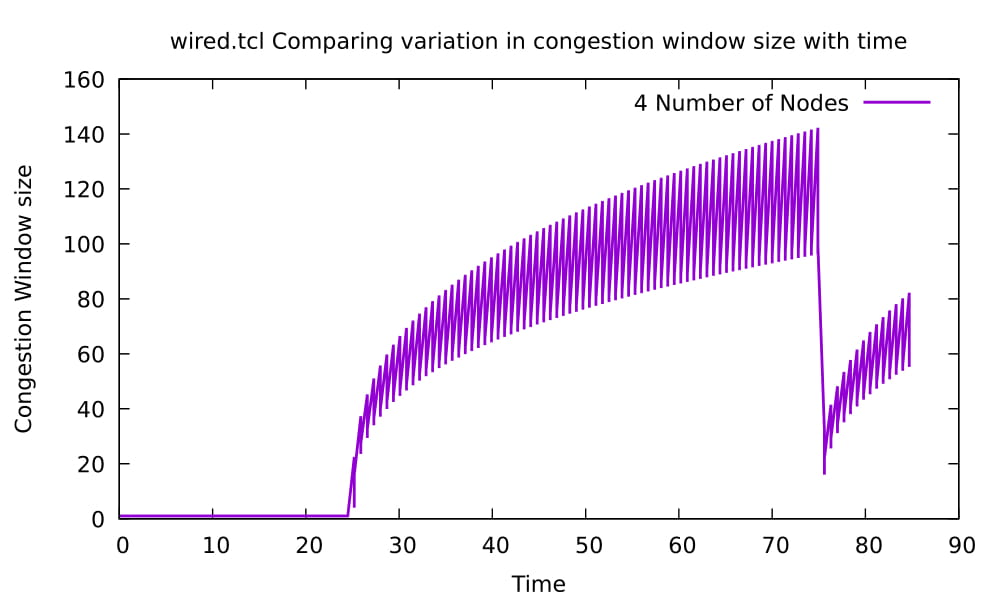 wired.tcl Comparing variation in congestion window size with time
160
4 Number of Nodes
140
120
100
80
60
40
20
0
Congestion Window size
0 10 20 30 40 50 60 70 80 90
Time